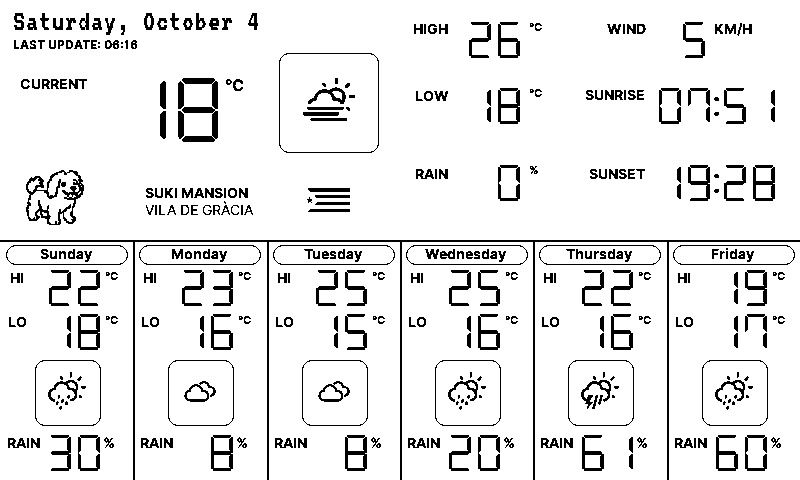 Saturday, October 4
LAST UPDATE: 06:16
CURRENT
18 °C
SUKI MANSION
VILA DE GRÀCIA
HIGH 26 °C
LOW 18 °C
RAIN 0 %
WIND 5 KM/H
SUNRISE 07:51
SUNSET 19:28
Sunday
HI 22 °C
LO 18 °C
RAIN 30 %
Monday
HI 23 °C
LO 16 °C
RAIN 8 %
Tuesday
HI 25 °C
LO 15 °C
RAIN 8 %
Wednesday
HI 25 °C
LO 16 °C
RAIN 20 %
Thursday
HI 22 °C
LO 16 °C
RAIN 61 %
Friday
HI 19 °C
LO 17 °C
RAIN 60 %